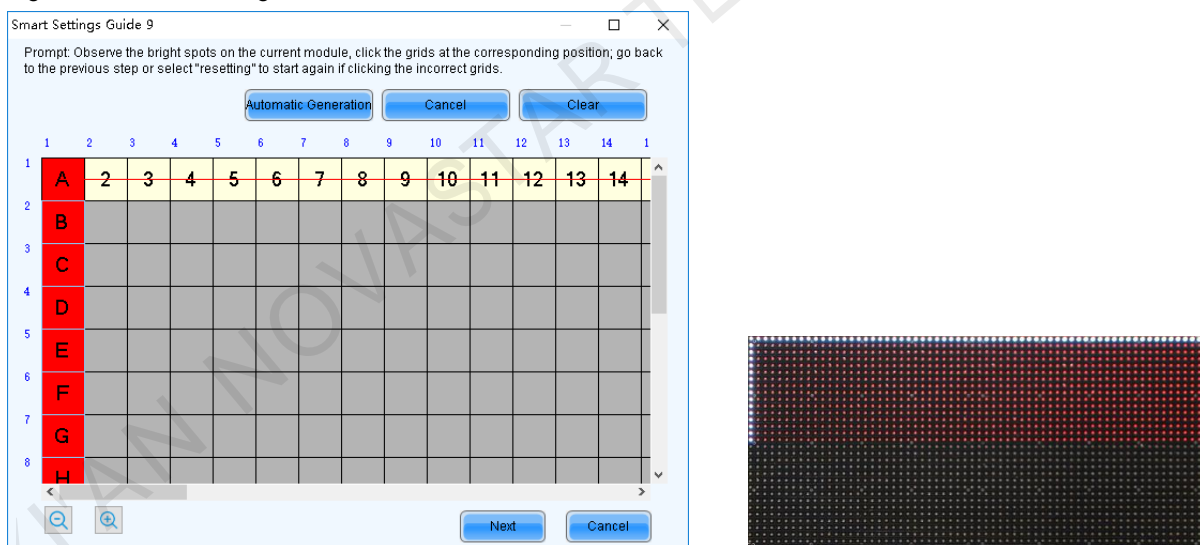 Smart Settings Guide 9
Prompt: Observe the bright spots on the current module, click the grids at the corresponding position; go back
to the previous step or select "resetting" to start again if clicking the incorrect grids.
Automatic Generation Cancel Clear
1 2 3 4 5 6 7 8 9 10 11 12 13 14 1
1 A 2 3 4 5 6 7 8 9 10 11 12 13 14
2 B
3 C
4 D
5 E
6 F
7 G
8 H
Next Cancel
NOVASTAR